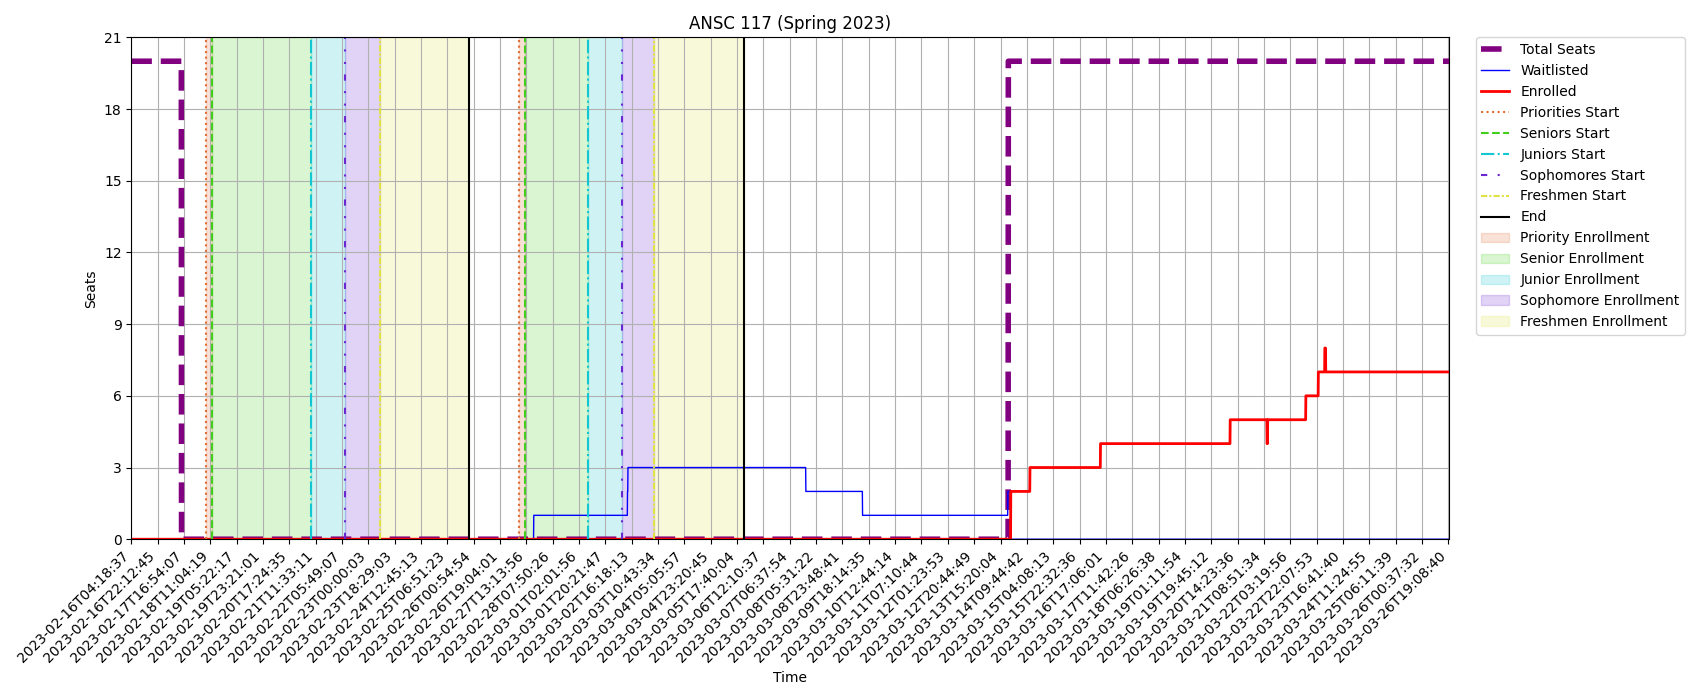 ANSC 117 (Spring 2023)
21
18
15
12
9
6
3
0
Seats
2023-02-16T04:18:37
2023-02-16T22:12:45
2023-02-17T16:54:07
2023-02-18T11:04:19
2023-02-19T05:22:17
2023-02-19T23:21:01
2023-02-20T17:24:35
2023-02-21T11:33:11
2023-02-22T05:49:07
2023-02-23T00:00:03
2023-02-23T18:29:03
2023-02-24T12:45:13
2023-02-25T06:51:23
2023-02-26T00:54:54
2023-02-26T19:04:01
2023-02-27T13:13:56
2023-02-28T07:50:26
2023-03-01T02:01:56
2023-03-01T20:21:47
2023-03-02T16:18:13
2023-03-03T10:43:34
2023-03-04T05:05:57
2023-03-04T23:20:45
2023-03-05T17:40:04
2023-03-06T12:10:37
2023-03-07T06:37:54
2023-03-08T05:31:22
2023-03-08T23:48:41
2023-03-09T18:14:35
2023-03-10T12:44:14
2023-03-11T07:10:44
2023-03-12T01:23:53
2023-03-12T20:44:49
2023-03-13T15:20:04
2023-03-14T09:44:42
2023-03-15T04:08:13
2023-03-15T22:32:36
2023-03-16T17:06:01
2023-03-17T11:42:26
2023-03-18T06:26:38
2023-03-19T01:11:54
2023-03-19T19:45:12
2023-03-20T14:23:36
2023-03-21T08:51:34
2023-03-22T03:19:56
2023-03-22T22:07:53
2023-03-23T16:41:40
2023-03-24T11:24:55
2023-03-25T06:11:39
2023-03-26T00:37:32
2023-03-26T19:08:40
Time
Total Seats
Waitlisted
Enrolled
Priorities Start
Seniors Start
Juniors Start
Sophomores Start
Freshmen Start
End
Priority Enrollment
Senior Enrollment
Junior Enrollment
Sophomore Enrollment
Freshmen Enrollment